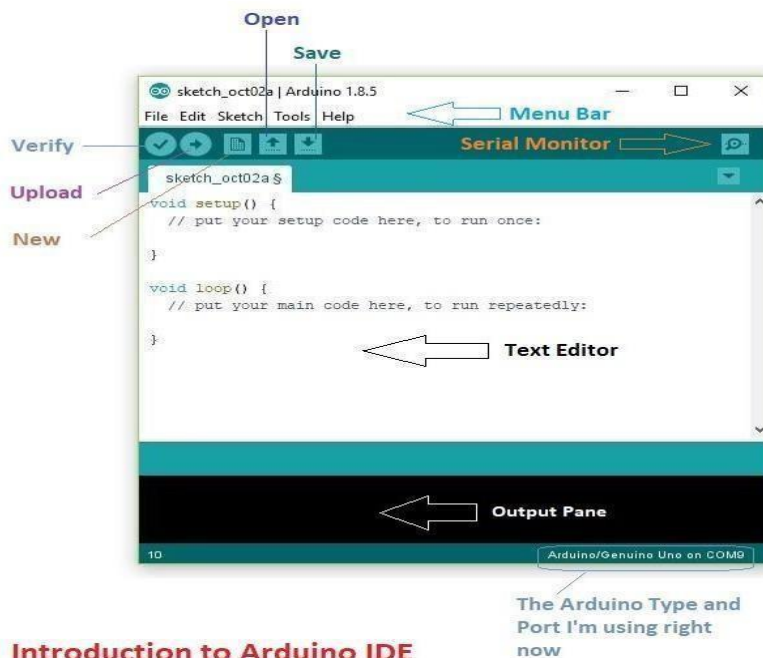 Open
Save
sketch_oct02a | Arduino 1.8.5
File Edit Sketch Tools Help
Menu Bar
Verify
Serial Monitor
Upload
sketch_oct02a §
New
void setup() {
// put your setup code here, to run once:
}
void loop() {
// put your main code here, to run repeatedly:
}
Text Editor
Output Pane
10
Arduino/Genuino Uno on COM9
The Arduino Type and
Port I'm using right
now
Introduction to Arduino IDE